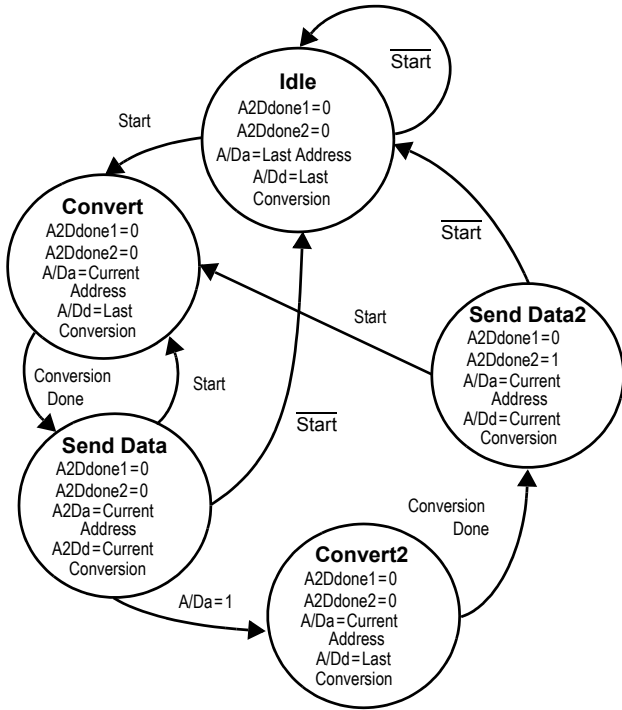 Idle
A2Ddone1=0
A2Ddone2=0
A/Da=Last Address
A/Dd=Last
Conversion
Start
Start
Convert
A2Ddone1=0
A2Ddone2=0
A/Da=Current
Address
A/Dd=Last
Conversion
Start
Send Data2
A2Ddone1=0
A2Ddone2=1
A/Da=Current
Address
A/Dd=Current
Conversion
Start
Conversion
Done
Start
Start
Send Data
A2Ddone1=0
A2Ddone2=0
A2Da=Current
Address
A2Dd=Current
Conversion
A/Da=1
Convert2
A2Ddone1=0
A2Ddone2=0
A/Da=Current
Address
A/Dd=Last
Conversion
Conversion
Done